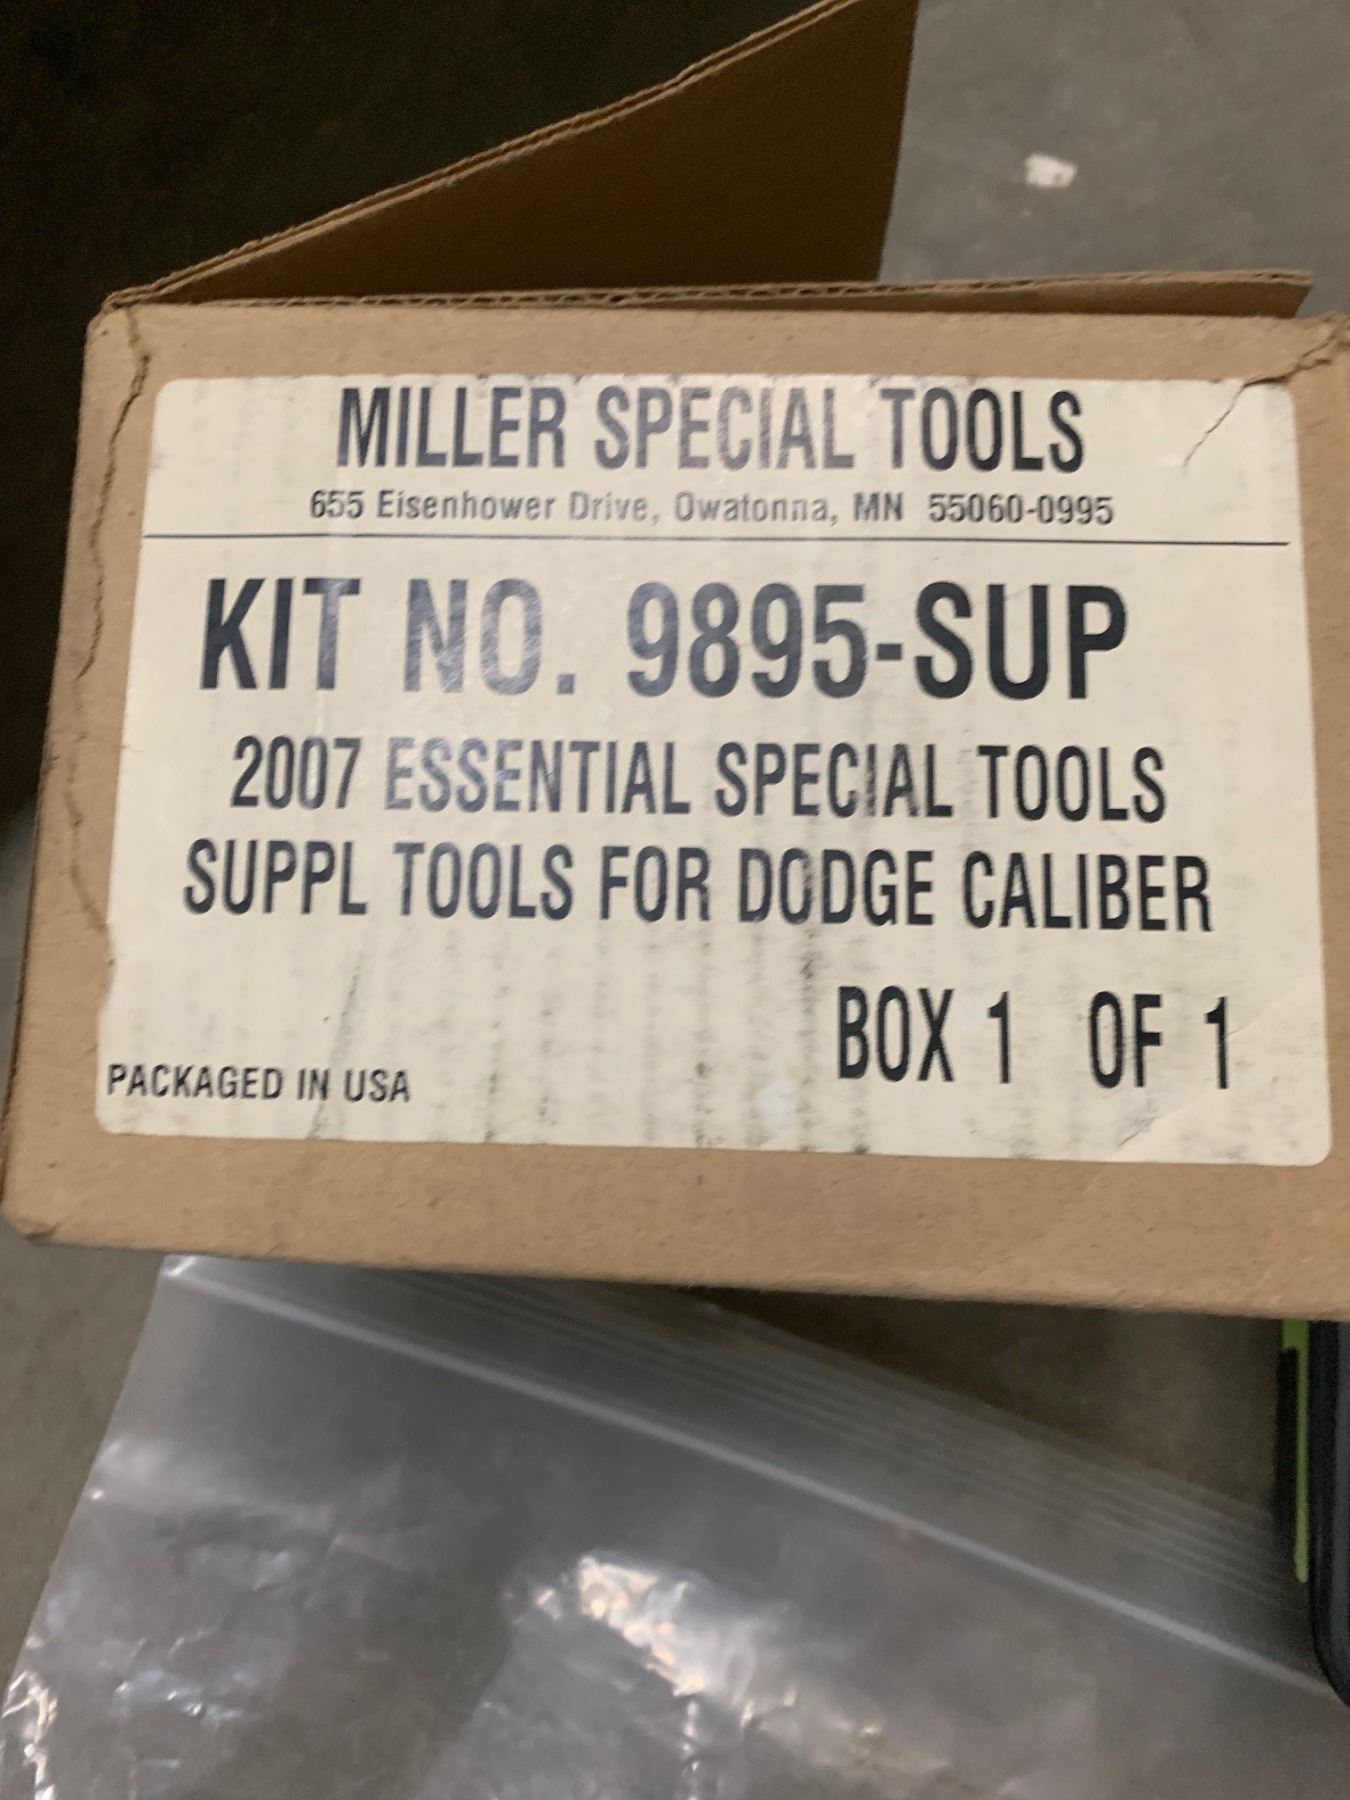 MILLER SPECIAL TOOLS
655 Eisenhower Drive, Owatonna, MN 55060-0995
KIT NO. 9895-SUP
2007 ESSENTIAL SPECIAL TOOLS
SUPPL TOOLS FOR DODGE CALIBER
BOX 1 OF 1
PACKAGED IN USA